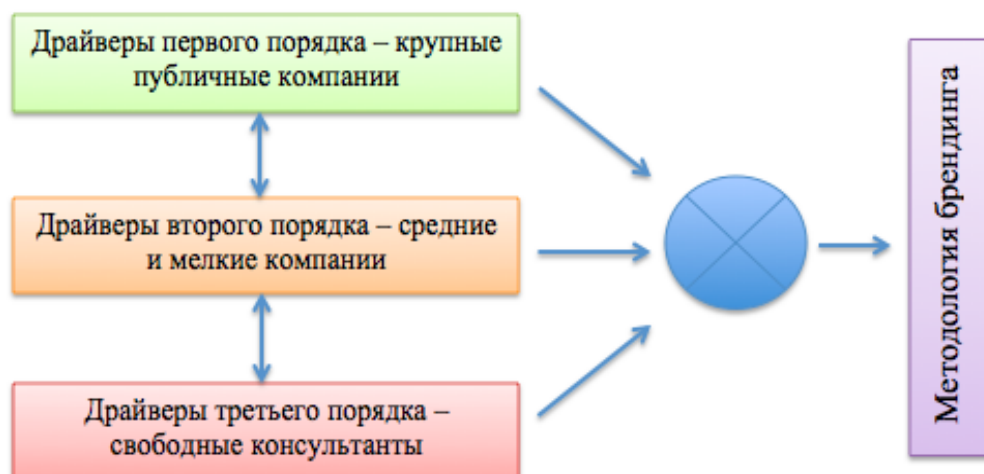 Драйверы первого порядка – крупные
публичные компании
Драйверы второго порядка – средние
и мелкие компании
Драйверы третьего порядка –
свободные консультанты
Методология брендинга